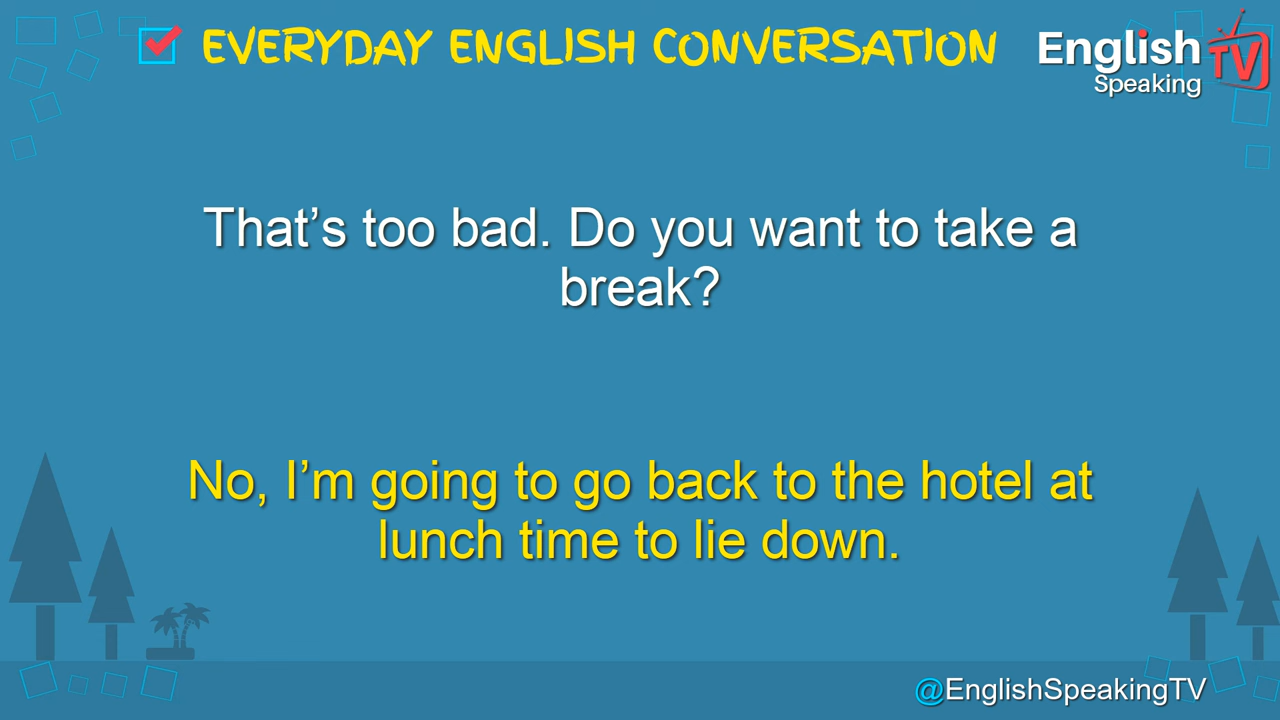 EVERYDAY ENGLISH CONVERSATION
English
Speaking
TV
That’s too bad. Do you want to take a
break?
No, I’m going to go back to the hotel at
lunch time to lie down.
@EnglishSpeakingTV